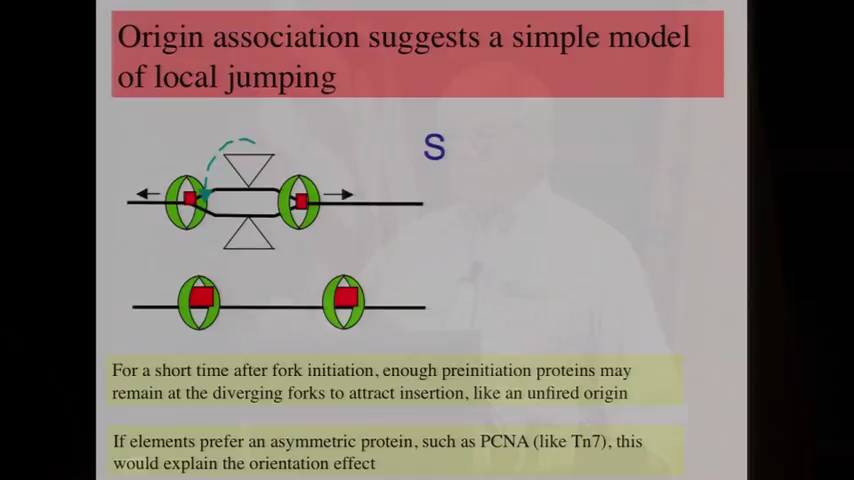 Origin association suggests a simple model
of local jumping
S
For a short time after fork initiation, enough preinitiation proteins may
remain at the diverging forks to attract insertion, like an unfired origin
If elements prefer an asymmetric protein, such as PCNA (like Tn7), this
would explain the orientation effect